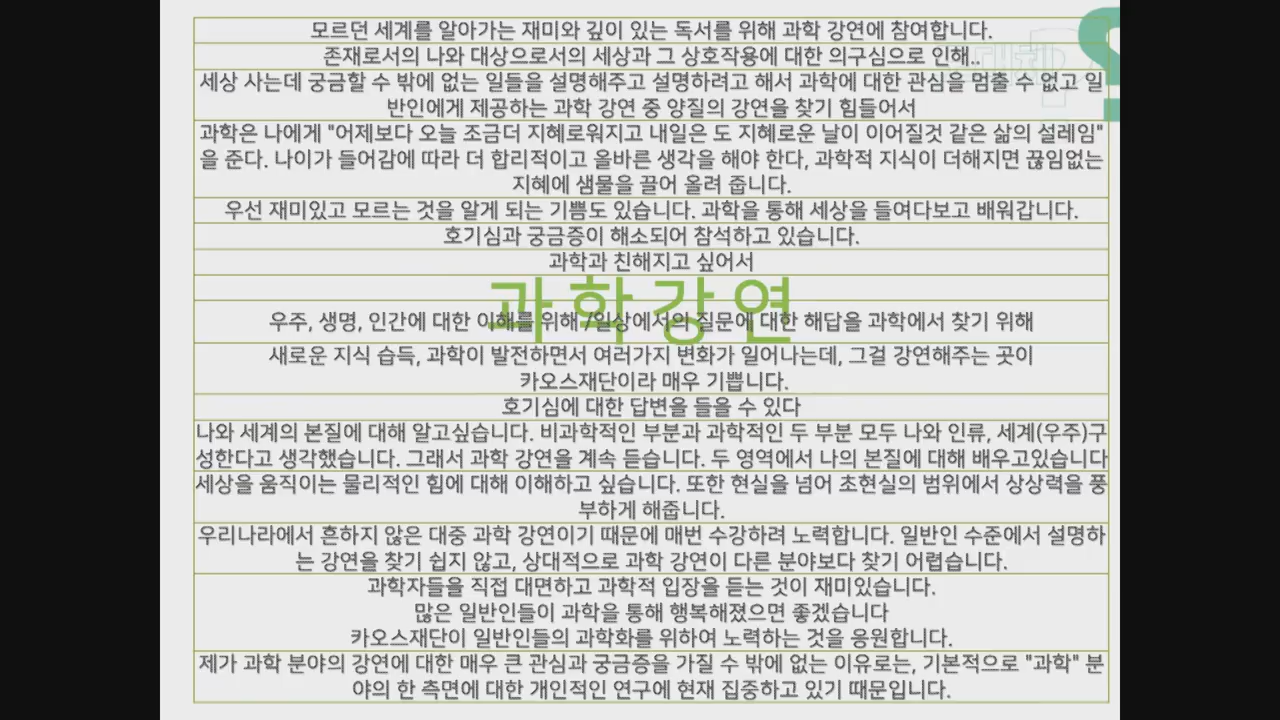 모르던 세계를 알아가는 재미와 깊이 있는 독서를 위해 과학 강연에 참여합니다.
존재로서의 나와 대상으로서의 세상과 그 상호작용에 대한 의구심으로 인해..
세상 사는데 궁금할 수 밖에 없는 일들을 설명해주고 설명하려고 해서 과학에 대한 관심을 멈출 수 없고 일
반인에게 제공하는 과학 강연 중 양질의 강연을 찾기 힘들어서
과학은 나에게 "어제보다 오늘 조금더 지혜로워지고 내일은 도 지혜로운 날이 이어질것 같은 삶의 설레임"
을 준다. 나이가 들어감에 따라 더 합리적이고 올바른 생각을 해야 한다, 과학적 지식이 더해지면 끊임없는
지혜에 샘물을 끌어 올려 줍니다.
우선 재미있고 모르는 것을 알게 되는 기쁨도 있습니다. 과학을 통해 세상을 들여다보고 배워갑니다.
호기심과 궁금증이 해소되어 참석하고 있습니다.
과학과 친해지고 싶어서
과학강연
우주, 생명, 인간에 대한 이해를 위해 /일상에서의 질문에 대한 해답을 과학에서 찾기 위해
새로운 지식 습득, 과학이 발전하면서 여러가지 변화가 일어나는데, 그걸 강연해주는 곳이
카오스재단이라 매우 기쁩니다.
호기심에 대한 답변을 들을 수 있다
나와 세계의 본질에 대해 알고싶습니다. 비과학적인 부분과 과학적인 두 부분 모두 나와 인류, 세계(우주)구
성한다고 생각했습니다. 그래서 과학 강연을 계속 듣습니다. 두 영역에서 나의 본질에 대해 배우고있습니다
세상을 움직이는 물리적인 힘에 대해 이해하고 싶습니다. 또한 현실을 넘어 초현실의 범위에서 상상력을 풍
부하게 해줍니다.
우리나라에서 흔하지 않은 대중 과학 강연이기 때문에 매번 수강하려 노력합니다. 일반인 수준에서 설명하
는 강연을 찾기 쉽지 않고, 상대적으로 과학 강연이 다른 분야보다 찾기 어렵습니다.
과학자들을 직접 대면하고 과학적 입장을 듣는 것이 재미있습니다.
많은 일반인들이 과학을 통해 행복해졌으면 좋겠습니다
카오스재단이 일반인들의 과학화를 위하여 노력하는 것을 응원합니다.
제가 과학 분야의 강연에 대한 매우 큰 관심과 궁금증을 가질 수 밖에 없는 이유로는, 기본적으로 "과학" 분
야의 한 측면에 대한 개인적인 연구에 현재 집중하고 있기 때문입니다.